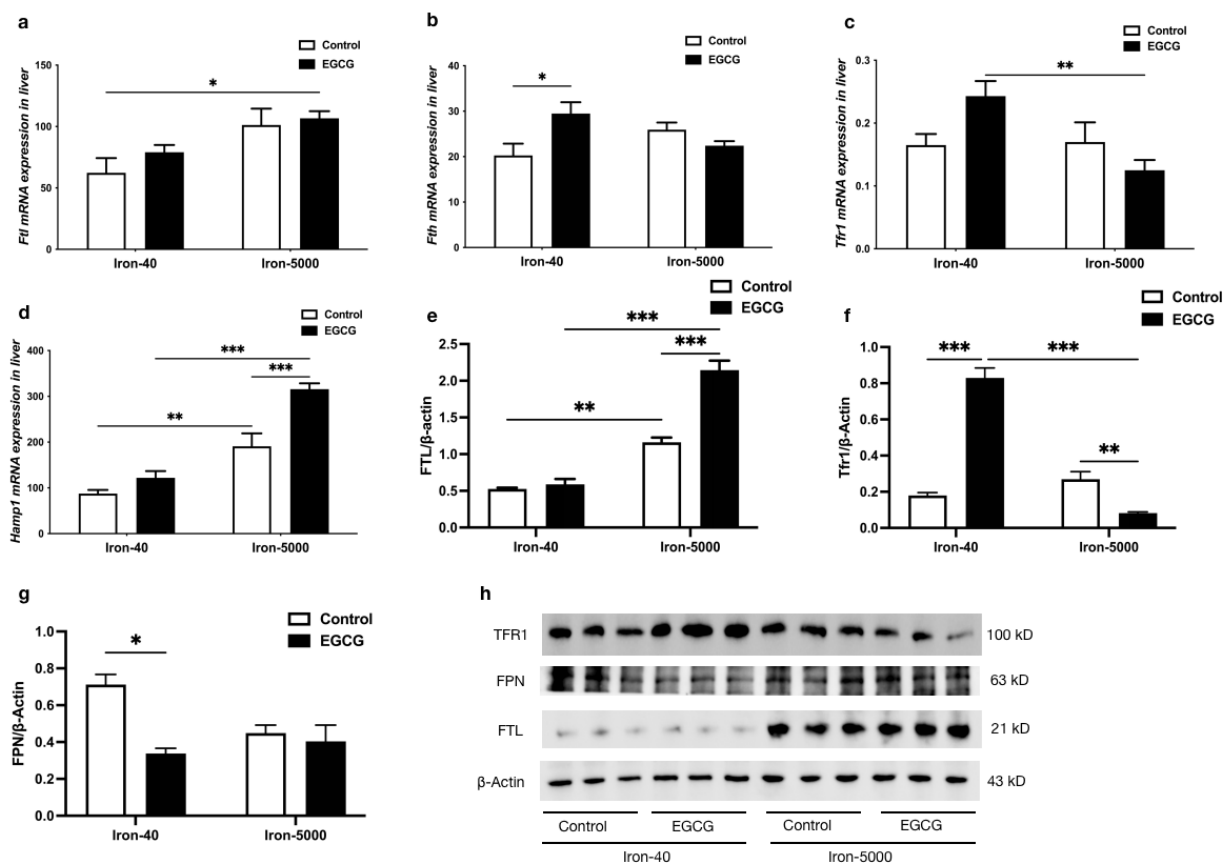 a
Control
EGCG
Ftl mRNA expression in liver
150
100
50
0
*
Iron-40 Iron-5000
b
Control
EGCG
Fth mRNA expression in liver
40
30
20
10
0
*
Iron-40 Iron-5000
c
Control
EGCG
Tfr1 mRNA expression in liver
0.3
0.2
0.1
0.0
**
Iron-40 Iron-5000
d
Control
EGCG
Hamp1 mRNA expression in liver
400
300
200
100
0
***
***
**
Iron-40 Iron-5000
e
Control
EGCG
FTL/β-actin
2.5
2.0
1.5
1.0
0.5
0.0
***
***
**
Iron-40 Iron-5000
f
Control
EGCG
Tfr1/β-Actin
1.0
0.8
0.6
0.4
0.2
0.0
*** ***
**
Iron-40 Iron-5000
g
Control
EGCG
FPN/β-Actin
1.0
0.8
0.6
0.4
0.2
0.0
*
Iron-40 Iron-5000
h
TFR1 100 kD
FPN 63 kD
FTL 21 kD
β-Actin 43 kD
Control EGCG Control EGCG
Iron-40 Iron-5000